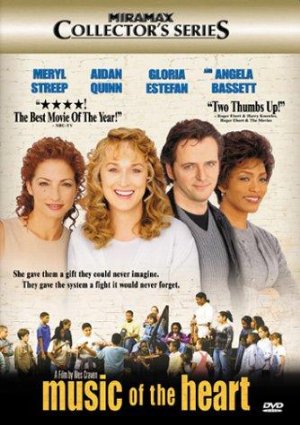 MIRAMAX
COLLECTOR'S SERIES
MERYL STREEP
AIDAN QUINN
GLORIA ESTEFAN
AND ANGELA BASSETT
"★★★★!
The Best Movie Of The Year!"
"Two Thumbs Up!"
She gave them a gift they could never imagine.
They gave the system a fight it would never forget.
A Film by Wes Craven
music of the heart
DVD